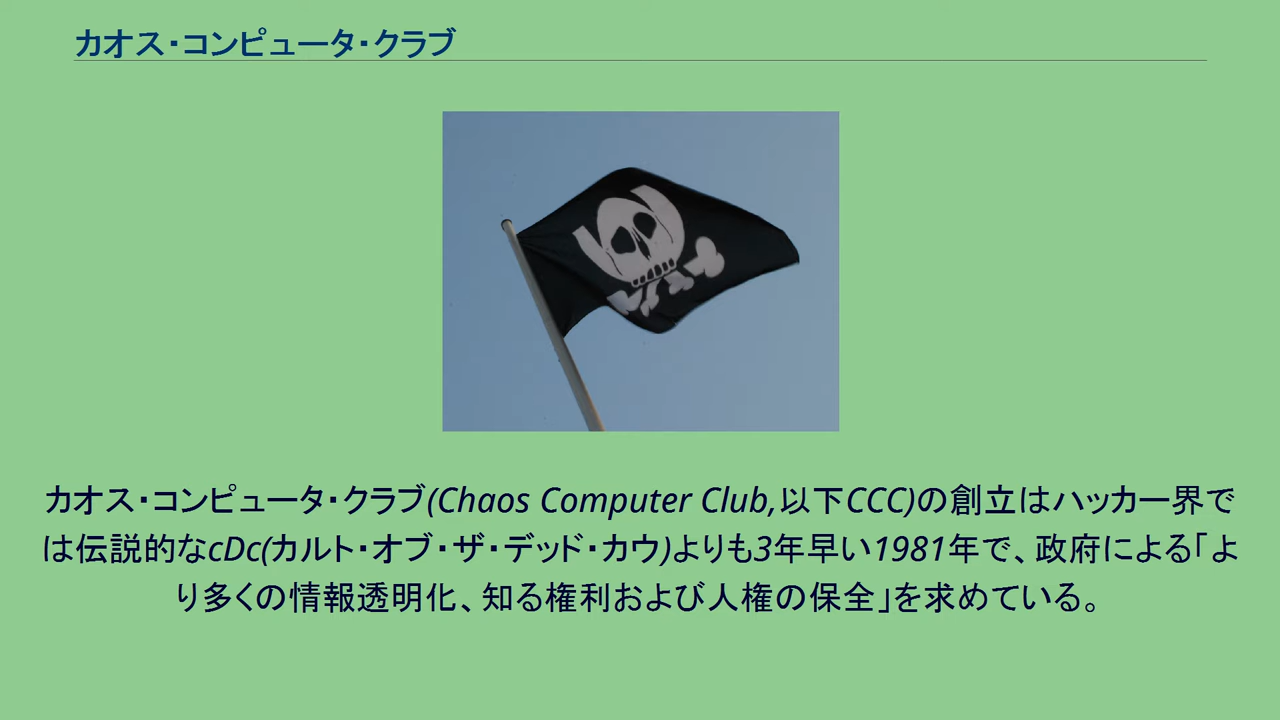 カオス・コンピュータ・クラブ
カオス・コンピュータ・クラブ(Chaos Computer Club,以下CCC)の創立はハッカー界で
は伝説的なcDc(カルト・オブ・ザ・デッド・カウ)よりも3年早い1981年で、政府による「よ
り多くの情報透明化、知る権利および人権の保全」を求めている。